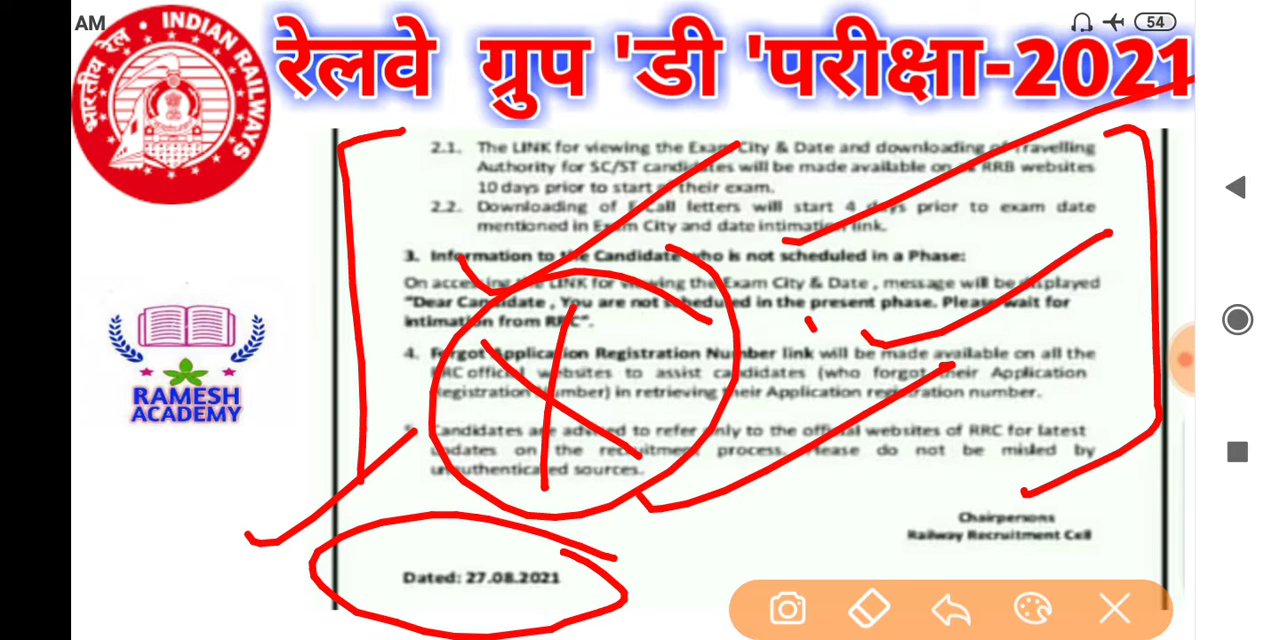 AM
54
भारतीय रेल • INDIAN RAILWAYS
रेलवे ग्रुप 'डी 'परीक्षा-2021
2.1. The LINK for viewing the Exam City & Date and downloading of Travelling
Authority for SC/ST candidates will be made available on RRB websites
10 days prior to start of their exam.
2.2. Downloading of E-Call letters will start 4 days prior to exam date
mentioned in Exam City and date intimation link.
3. Information to the Candidate who is not scheduled in a Phase:
On accessing the LINK for viewing the Exam City & Date , message will be displayed
"Dear Candidate , You are not scheduled in the present phase. Please wait for
intimation from RRC".
4. Forgot Application Registration Number link will be made available on all the
RRC official websites to assist candidates (who forgot their Application
Registration Number) in retrieving their Application registration number.
5. Candidates are advised to refer only to the official websites of RRC for latest
updates on the recruitment process. Please do not be misled by
unauthenticated sources.
Chairpersons
Railway Recruitment Cell
Dated: 27.08.2021
RAMESH
ACADEMY